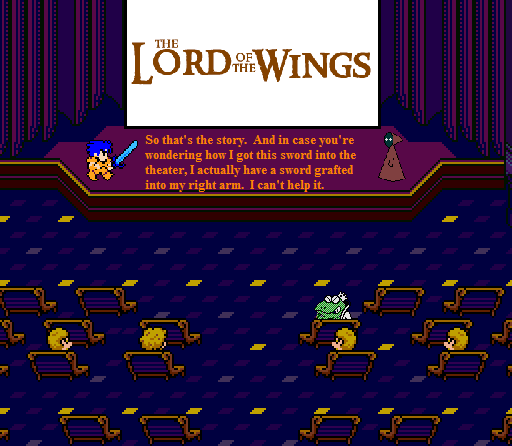 THE LORD OF THE WINGS
So that's the story.  And in case you're
wondering how I got this sword into the
theater, I actually have a sword grafted
into my right arm.  I can't help it.